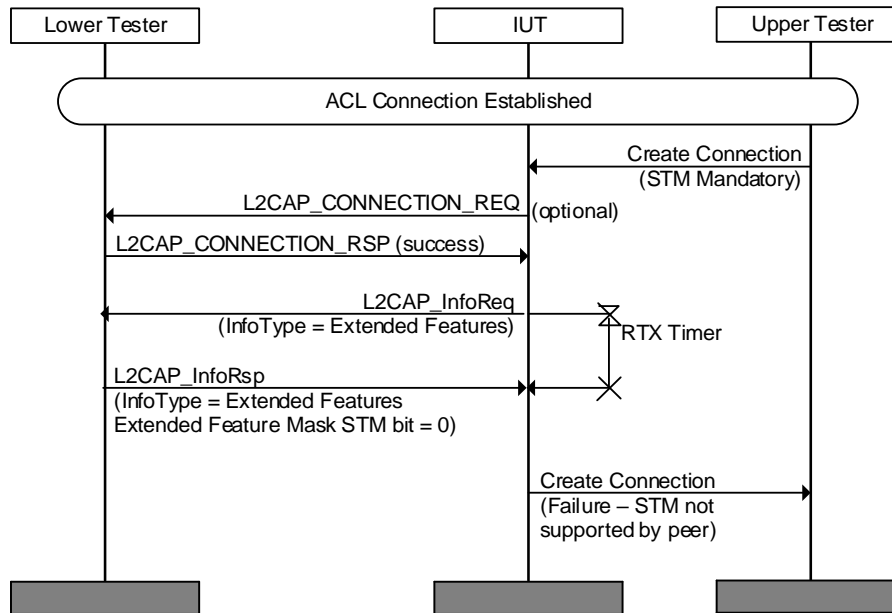 Lower Tester
IUT
Upper Tester
ACL Connection Established
Create Connection
(STM Mandatory)
L2CAP_CONNECTION_REQ
(optional)
L2CAP_CONNECTION_RSP (success)
L2CAP_InfoReq
(InfoType = Extended Features)
RTX Timer
L2CAP_InfoRsp
(InfoType = Extended Features
Extended Feature Mask STM bit = 0)
Create Connection
(Failure – STM not
supported by peer)